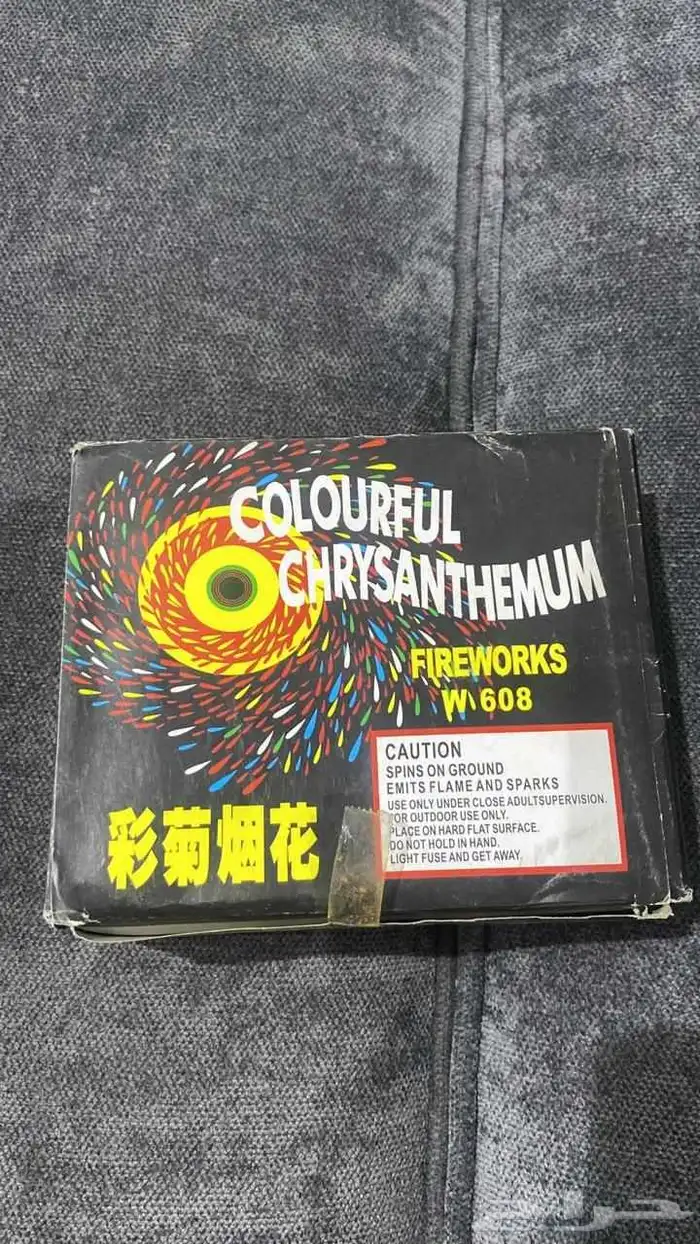 COLOURFUL
CHRYSANTHEMUM
FIREWORKS
W 608
CAUTION
SPINS ON GROUND
EMITS FLAME AND SPARKS
USE ONLY UNDER CLOSE ADULTSUPERVISION.
FOR OUTDOOR USE ONLY.
PLACE ON HARD FLAT SURFACE.
DO NOT HOLD IN HAND.
LIGHT FUSE AND GET AWAY.
彩菊烟花
حراج